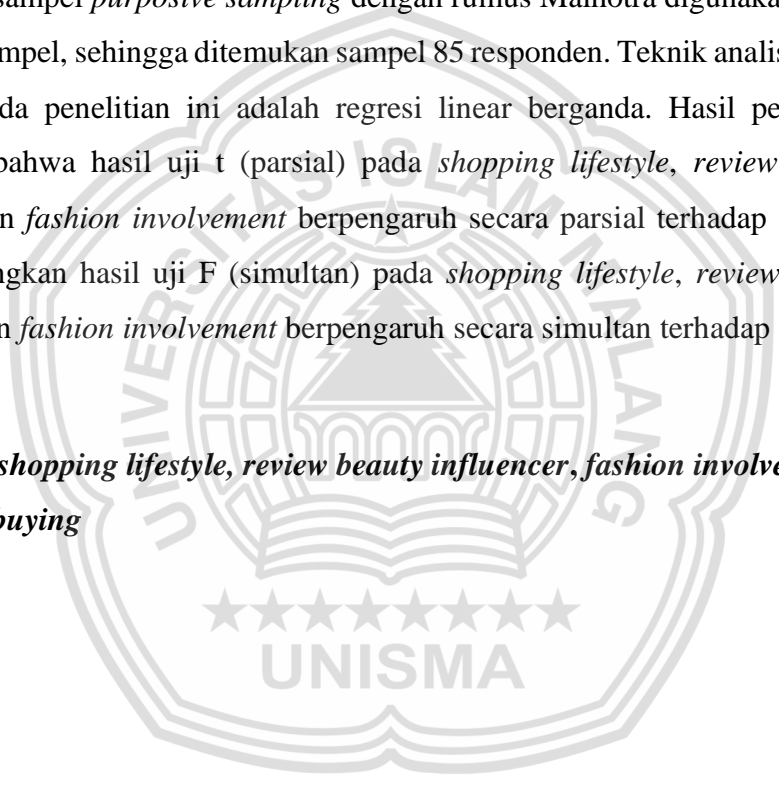 sampel purposive sampling dengan rumus Malhotra digunaka
mpel, sehingga ditemukan sampel 85 responden. Teknik analis
da penelitian ini adalah regresi linear berganda. Hasil pe
bahwa hasil uji t (parsial) pada shopping lifestyle, review
n fashion involvement berpengaruh secara parsial terhadap
ngkan hasil uji F (simultan) pada shopping lifestyle, review
n fashion involvement berpengaruh secara simultan terhadap
shopping lifestyle, review beauty influencer, fashion involve
buying
UNIVERSITAS ISLAM MALANG
UNISMA